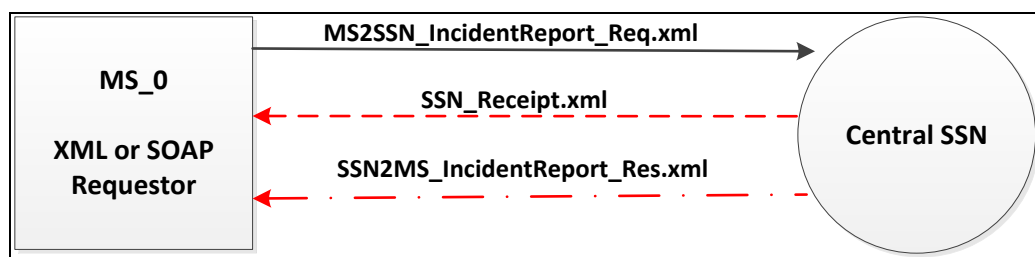 MS2SSN_IncidentReport_Req.xml
MS_0
SSN_Receipt.xml
XML or SOAP
Requestor
Central SSN
SSN2MS_IncidentReport_Res.xml